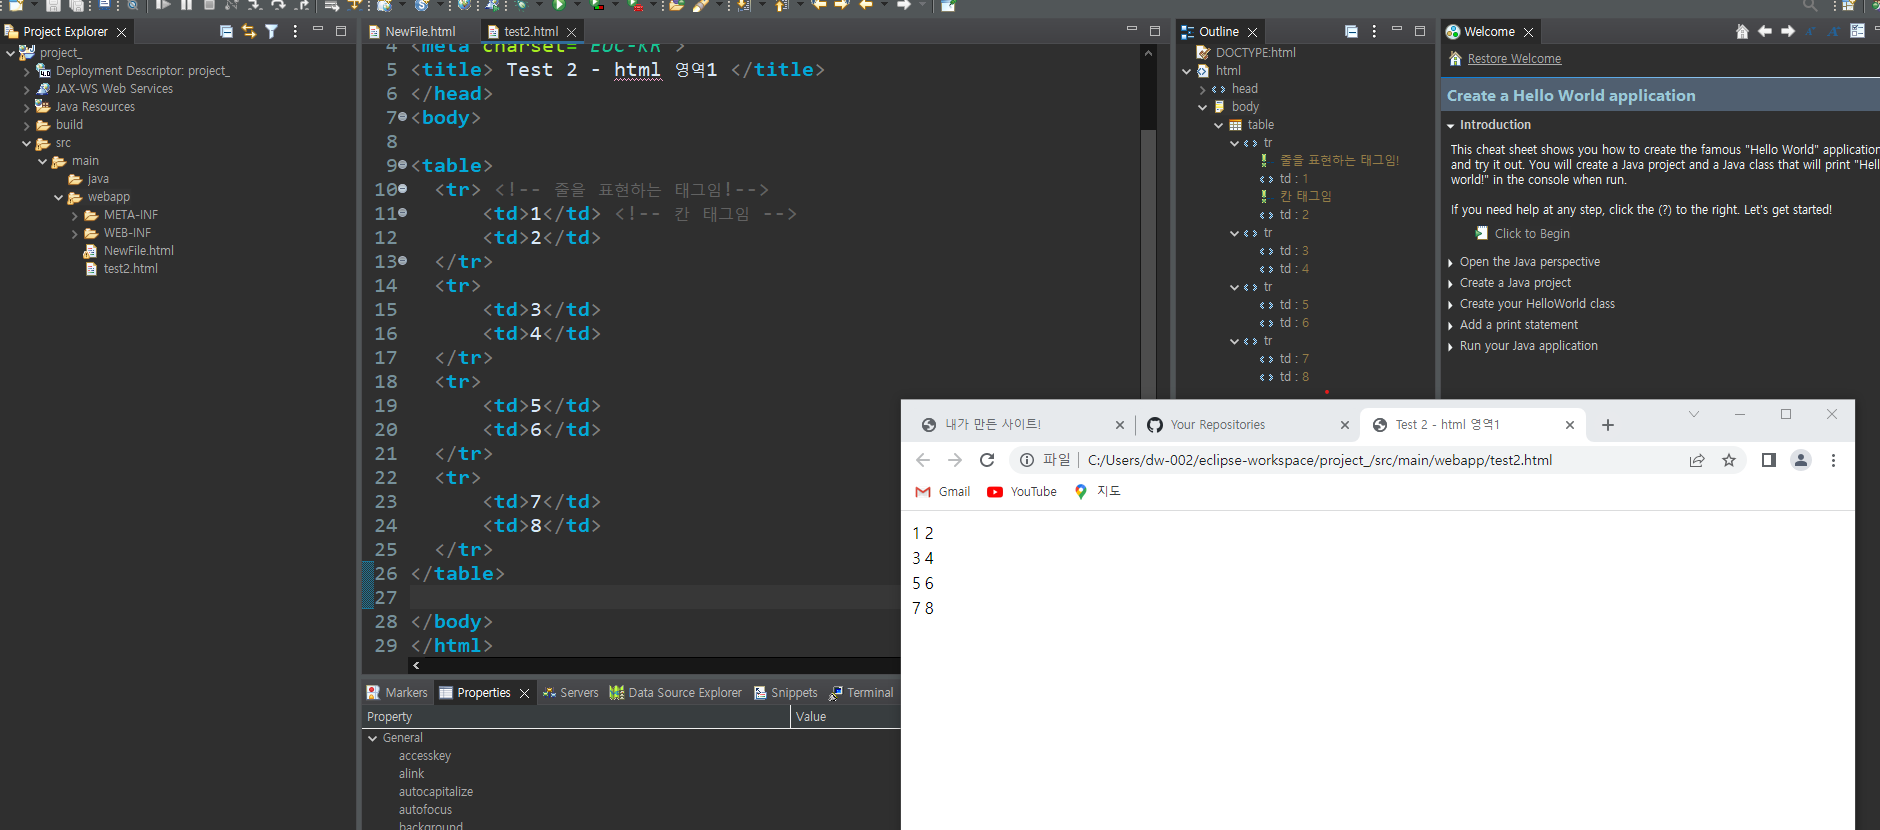 Project Explorer
project_
Deployment Descriptor: project_
JAX-WS Web Services
Java Resources
build
src
main
java
webapp
META-INF
WEB-INF
NewFile.html
test2.html
NewFile.html
test2.html
4 <meta charset="EUC-KR">
5 <title> Test 2 - html 영역1 </title>
6 </head>
7 <body>
8
9 <table>
10 <tr> <!-- 줄을 표현하는 태그임!-->
11 <td>1</td> <!-- 칸 태그임 -->
12 <td>2</td>
13 </tr>
14 <tr>
15 <td>3</td>
16 <td>4</td>
17 </tr>
18 <tr>
19 <td>5</td>
20 <td>6</td>
21 </tr>
22 <tr>
23 <td>7</td>
24 <td>8</td>
25 </tr>
26 </table>
27
28 </body>
29 </html>
Markers
Properties
Servers
Data Source Explorer
Snippets
Terminal
Property
Value
General
accesskey
alink
autocapitalize
autofocus
background
Outline
DOCTYPE:html
html
head
body
table
tr
줄을 표현하는 태그임!
td : 1
칸 태그임
td : 2
tr
td : 3
td : 4
tr
td : 5
td : 6
tr
td : 7
td : 8
Welcome
Restore Welcome
Create a Hello World application
Introduction
This cheat sheet shows you how to create the famous "Hello World" application
and try it out. You will create a Java project and a Java class that will print "Hell
world!" in the console when run.
If you need help at any step, click the (?) to the right. Let's get started!
Click to Begin
Open the Java perspective
Create a Java project
Create your HelloWorld class
Add a print statement
Run your Java application
내가 만든 사이트!
Your Repositories
Test 2 - html 영역1
파일
C:/Users/dw-002/eclipse-workspace/project_/src/main/webapp/test2.html
Gmail
YouTube
지도
1 2
3 4
5 6
7 8